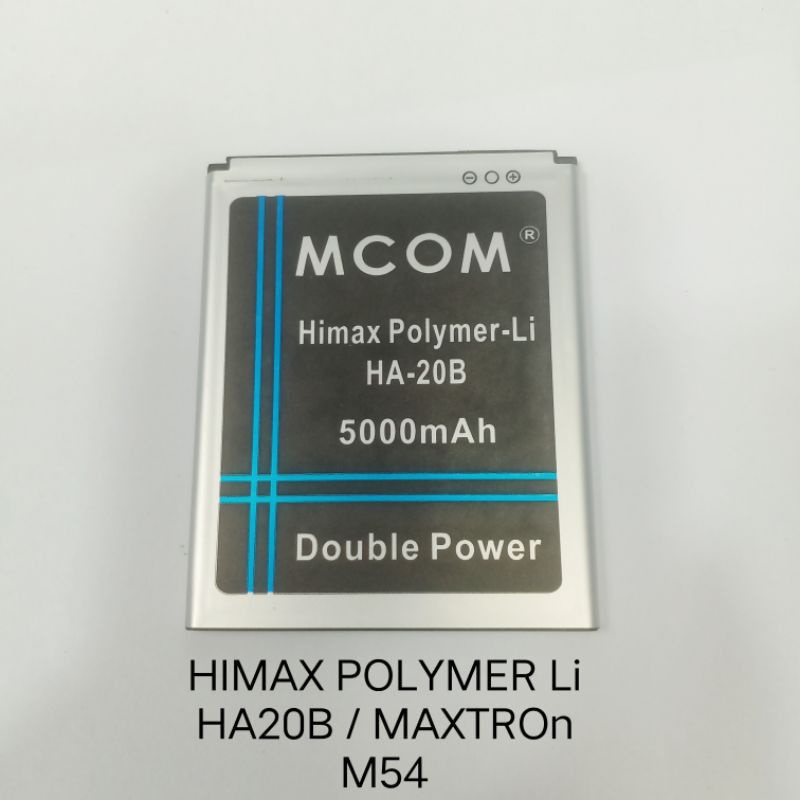 ⊖ ○ ⊕
MCOM®
Himax Polymer-Li
HA-20B
5000mAh
Double Power
HIMAX POLYMER Li
HA20B / MAXTROn
M54